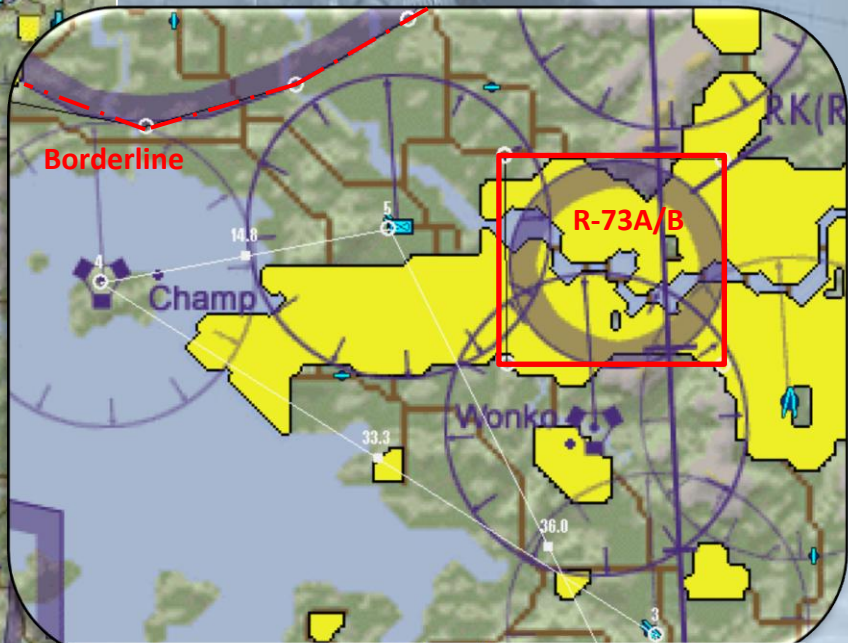 RK(R
Borderline
R-73A/B
5
14.8
4
Champ
Wonko
33.3
36.0
3